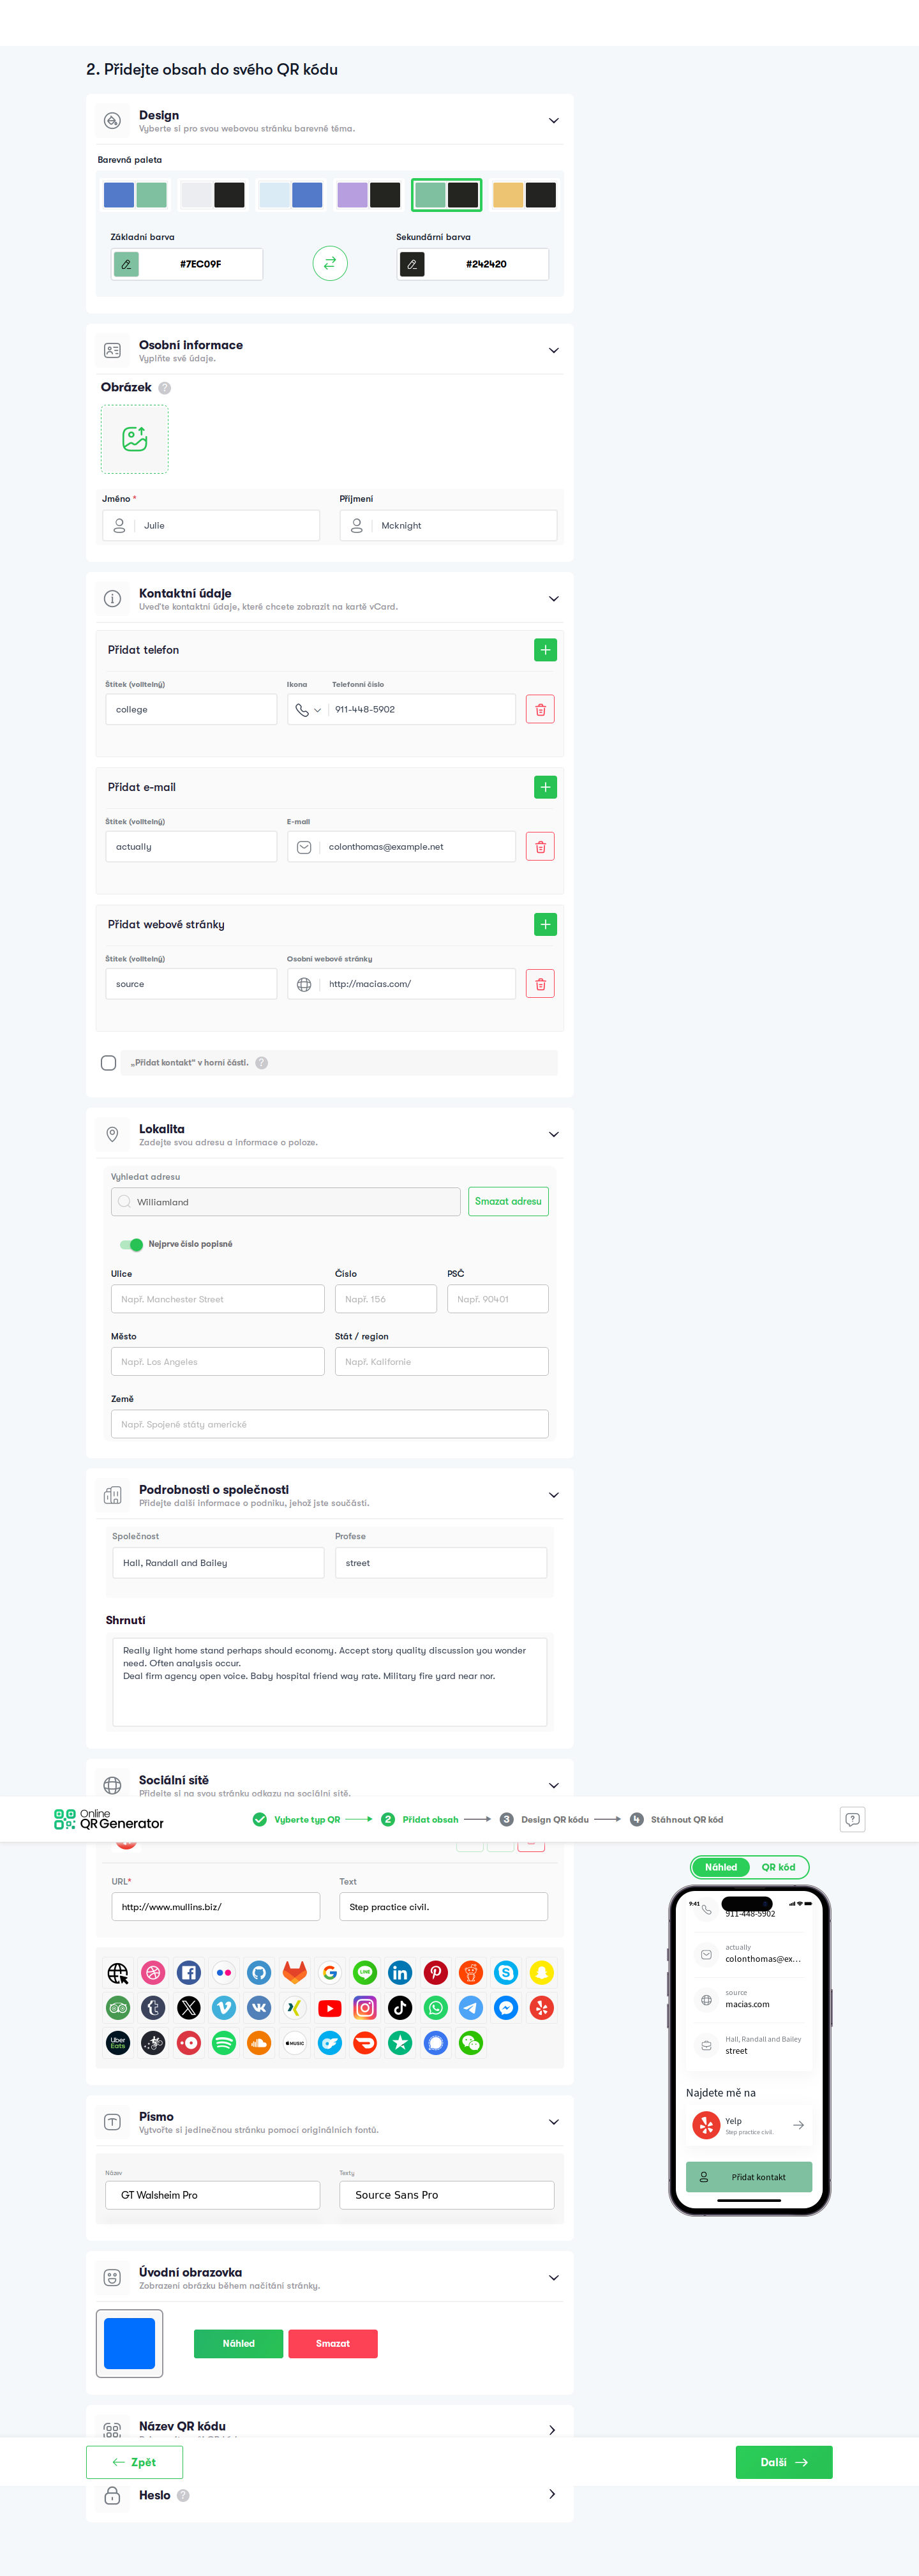 2. Přidejte obsah do svého QR kódu
Design
Vyberte si pro svou webovou stránku barevné téma.
Barevná paleta
Základní barva
Sekundární barva
#7EC09F
#242420
Osobní informace
Vyplňte své údaje.
Obrázek ?
Jméno *
Příjmení
Julie
Mcknight
Kontaktní údaje
Uveďte kontaktní údaje, které chcete zobrazit na kartě vCard.
Přidat telefon
Štítek (volitelný)
Ikona
Telefonní číslo
college
911-448-5902
Přidat e-mail
Štítek (volitelný)
E-mail
actually
colonthomas@example.net
Přidat webové stránky
Štítek (volitelný)
Osobní webové stránky
source
http://macias.com/
„Přidat kontakt" v horní části. ?
Lokalita
Zadejte svou adresu a informace o poloze.
Vyhledat adresu
Williamland
Smazat adresu
Nejprve číslo popisné
Ulice
Číslo
PSČ
Např. Manchester Street
Např. 156
Např. 90401
Město
Stát / region
Např. Los Angeles
Např. Kalifornie
Země
Např. Spojené státy americké
Podrobnosti o společnosti
Přidejte další informace o podniku, jehož jste součástí.
Společnost
Profese
Hall, Randall and Bailey
street
Shrnutí
Really light home stand perhaps should economy. Accept story quality discussion you wonder
need. Often analysis occur.
Deal firm agency open voice. Baby hospital friend way rate. Military fire yard near nor.
Sociální sítě
Přidejte si na svou stránku odkazy na sociální sítě.
Online
QR Generator
Vyberte typ QR
2 Přidat obsah
3 Design QR kódu
4 Stáhnout QR kód
Náhled
QR kód
URL*
Text
http://www.mullins.biz/
Step practice civil.
9:41
911-448-5902
actually
colonthomas@ex...
source
macias.com
Hall, Randall and Bailey
street
Najdete mě na
Yelp
Step practice civil.
Přidat kontakt
LINE
Uber
Eats
MUSIC
Písmo
Vytvořte si jedinečnou stránku pomocí originálních fontů.
Název
Texty
GT Walsheim Pro
Source Sans Pro
Úvodní obrazovka
Zobrazení obrázku během načítání stránky.
Náhled
Smazat
Název QR kódu
Zpět
Další
Heslo ?